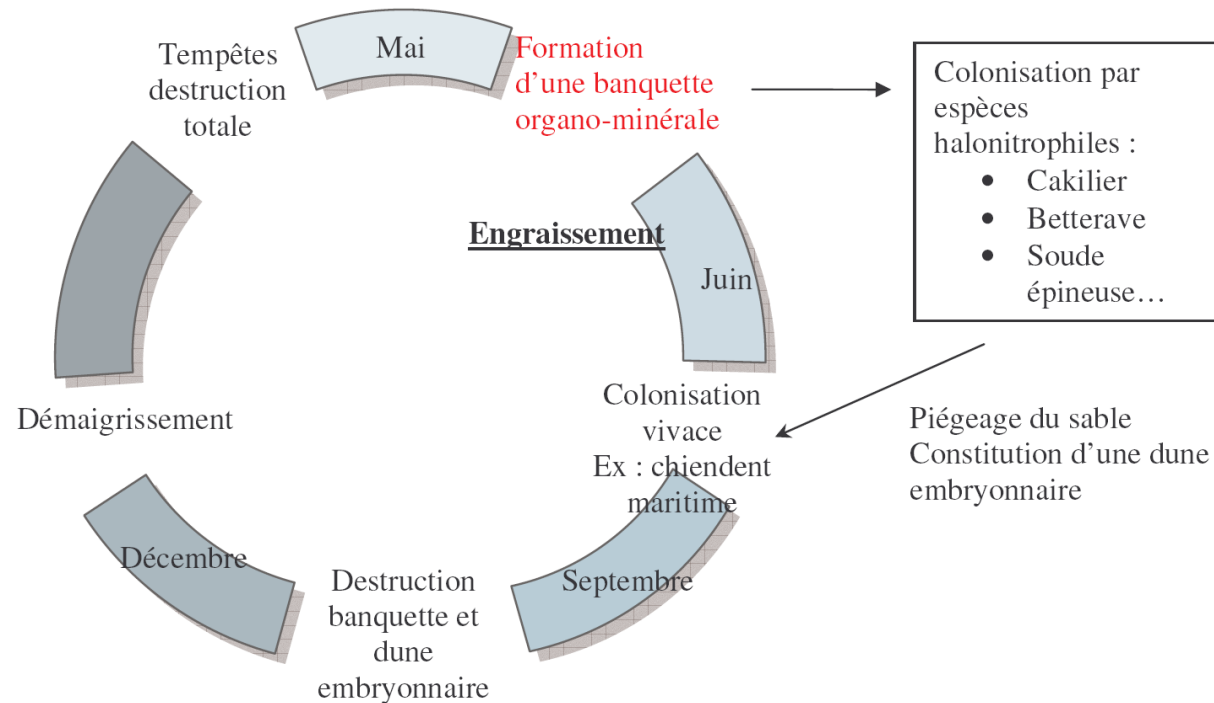 Tempêtes
destruction
totale
Mai
Formation
d’une banquette
organo-minérale
Colonisation par
espèces
halonitrophiles :
• Cakilier
• Betterave
• Soude
épineuse…
Engraissement
Juin
Colonisation
vivace
Ex : chiendent
maritime
Piégeage du sable
Constitution d’une dune
embryonnaire
Septembre
Destruction
banquette et
dune
embryonnaire
Décembre
Démaigrissement